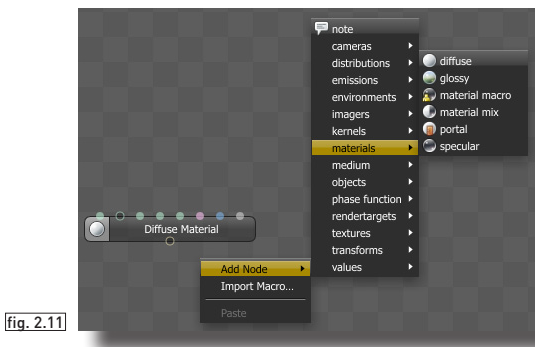 note
cameras
distributions
emissions
environments
imagers
kernels
materials
medium
objects
phase function
rendertargets
textures
transforms
values
diffuse
glossy
material macro
material mix
portal
specular
Diffuse Material
Add Node
Import Macro...
Paste
fig. 2.11